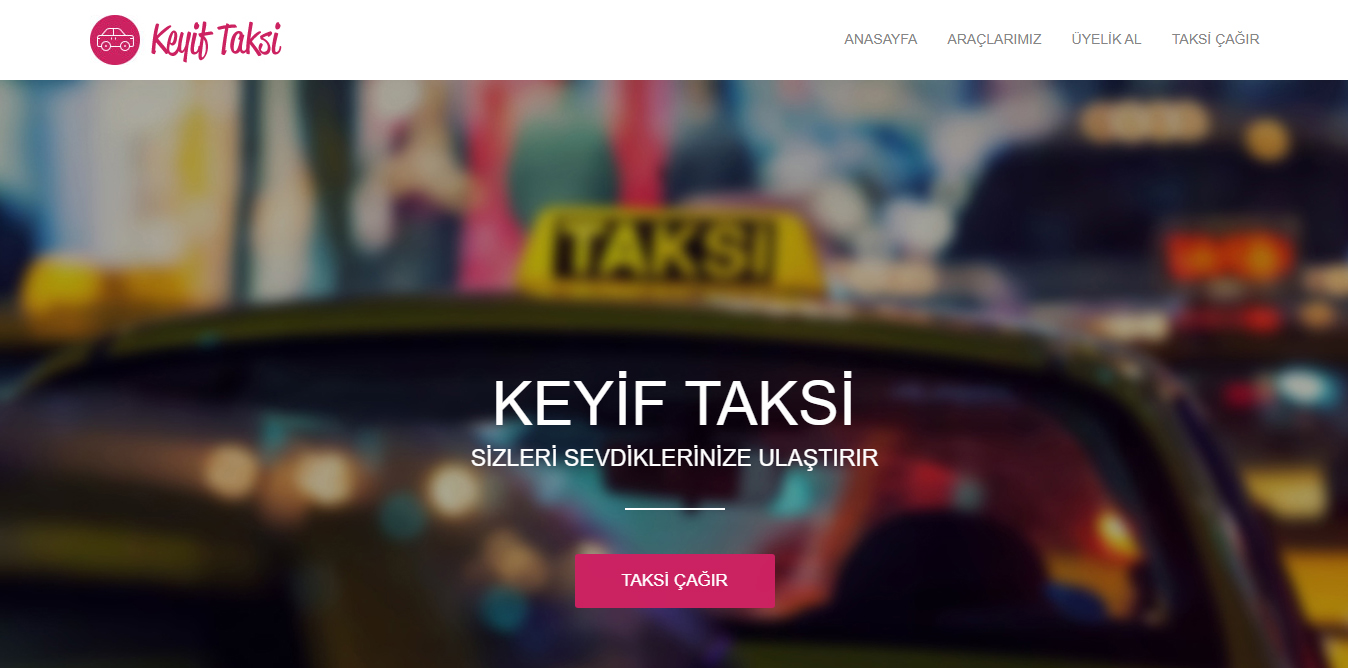 Keyif Taksi
ANASAYFA
ARAÇLARIMIZ
ÜYELİK AL
TAKSİ ÇAĞIR
TAKSİ
KEYİF TAKSİ
SİZLERİ SEVDİKLERİNİZE ULAŞTIRIR
TAKSİ ÇAĞIR